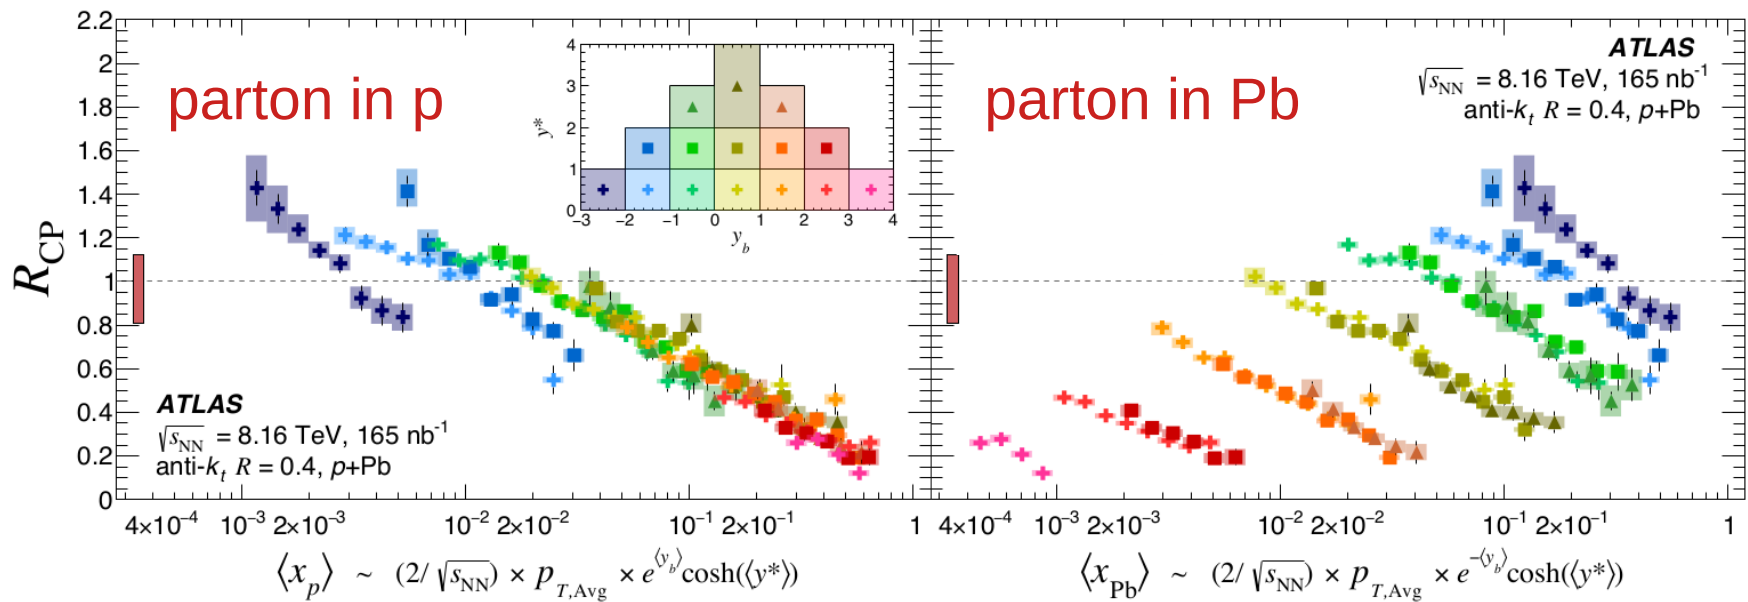 2.2
2
1.8
1.6
1.4
1.2
1
0.8
0.6
0.4
0.2
0
R_CP
parton in p
4
3
2
1
0
y*
−3 −2 −1 0 1 2 3 4
y_b
ATLAS
√s_NN = 8.16 TeV, 165 nb⁻¹
anti-k_t R = 0.4, p+Pb
4×10⁻⁴ 10⁻³ 2×10⁻³ 10⁻² 2×10⁻² 10⁻¹ 2×10⁻¹ 1
⟨x_p⟩ ~ (2/√s_NN) × p_T,Avg × e^⟨y_b⟩ cosh(⟨y*⟩)
parton in Pb
ATLAS
√s_NN = 8.16 TeV, 165 nb⁻¹
anti-k_t R = 0.4, p+Pb
4×10⁻⁴ 10⁻³ 2×10⁻³ 10⁻² 2×10⁻² 10⁻¹ 2×10⁻¹ 1
⟨x_Pb⟩ ~ (2/√s_NN) × p_T,Avg × e^−⟨y_b⟩ cosh(⟨y*⟩)